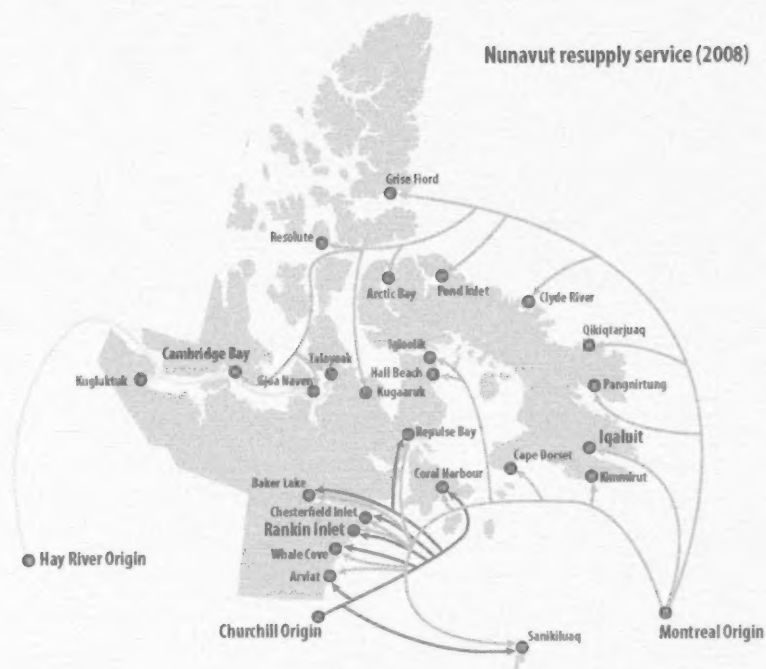 Nunavut resupply service (2008)
Grise Fiord
Resolute
Arctic Bay
Pond Inlet
Clyde River
Qikiqtarjuaq
Igloolik
Cambridge Bay
Taloyoak
Hall Beach
Kugluktuk
Gjoa Haven
Kugaaruk
Pangnirtung
Repulse Bay
Iqaluit
Cape Dorset
Baker Lake
Coral Harbour
Kimmirut
Chesterfield Inlet
Rankin Inlet
Whale Cove
Hay River Origin
Arviat
Churchill Origin
Sanikiluaq
Montreal Origin